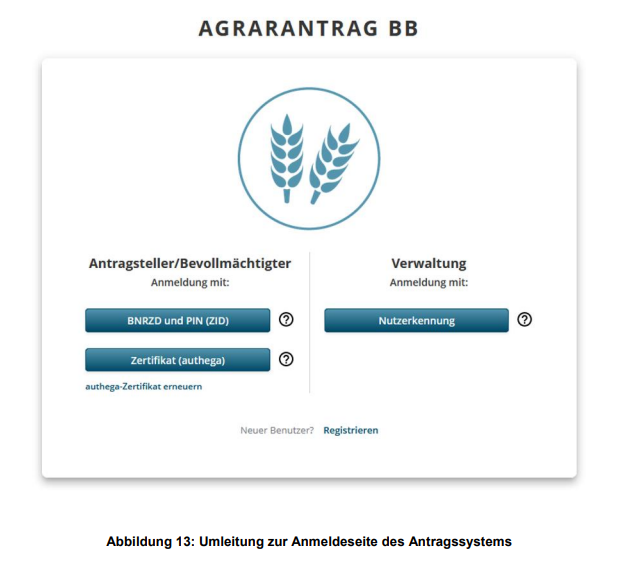 AGRARANTRAG BB
Antragsteller/Bevollmächtigter
Anmeldung mit:
BNRZD und PIN (ZID)
Zertifikat (authega)
authega-Zertifikat erneuern
Verwaltung
Anmeldung mit:
Nutzerkennung
Neuer Benutzer? Registrieren
Abbildung 13: Umleitung zur Anmeldeseite des Antragssystems